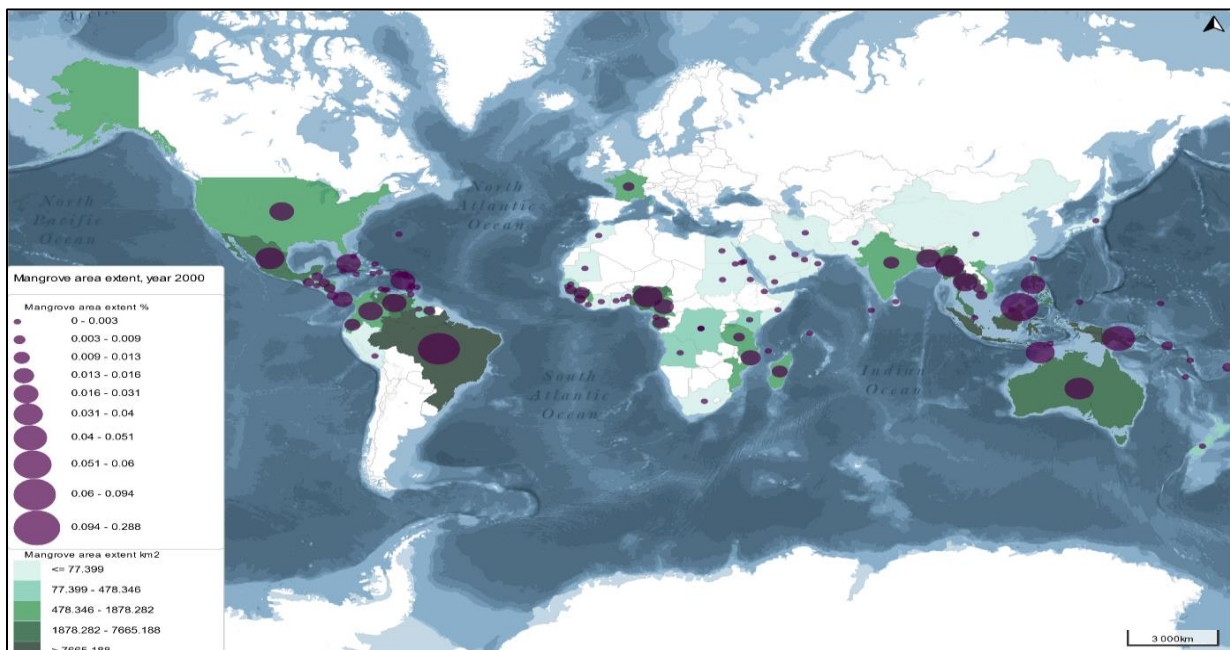 Arctic
North
Pacific
Ocean
North
Atlantic
Ocean
South
Atlantic
Ocean
Indian
Ocean
Mangrove area extent, year 2000
Mangrove area extent %
0 - 0.003
0.003 - 0.009
0.009 - 0.013
0.013 - 0.016
0.016 - 0.031
0.031 - 0.04
0.04 - 0.051
0.051 - 0.06
0.06 - 0.094
0.094 - 0.288
Mangrove area extent km2
<= 77.399
77.399 - 478.346
478.346 - 1878.282
1878.282 - 7665.188
> 7665.188
3 000km